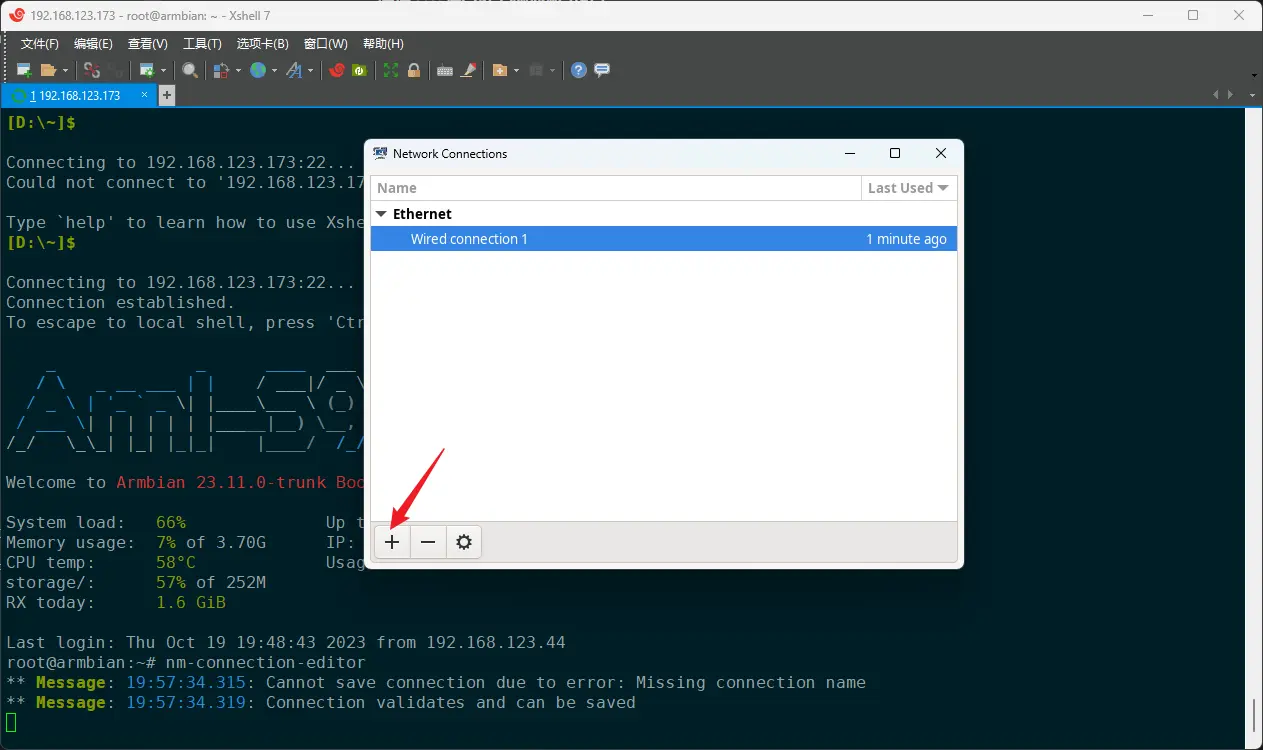 192.168.123.173 - root@armbian: ~ - Xshell 7
文件(F) 编辑(E) 查看(V) 工具(T) 选项卡(B) 窗口(W) 帮助(H)
1 192.168.123.173
[D:\~]$
Connecting to 192.168.123.173:22...
Could not connect to '192.168.123.17
Type `help' to learn how to use Xshe
[D:\~]$
Connecting to 192.168.123.173:22...
Connection established.
To escape to local shell, press 'Ctr
Aml-S9
Welcome to Armbian 23.11.0-trunk Boo
System load: 66% Up t
Memory usage: 7% of 3.70G IP:
CPU temp: 58°C Usag
storage/: 57% of 252M
RX today: 1.6 GiB
Last login: Thu Oct 19 19:48:43 2023 from 192.168.123.44
root@armbian:~# nm-connection-editor
** Message: 19:57:34.315: Cannot save connection due to error: Missing connection name
** Message: 19:57:34.319: Connection validates and can be saved
Network Connections
Name Last Used
Ethernet
Wired connection 1 1 minute ago